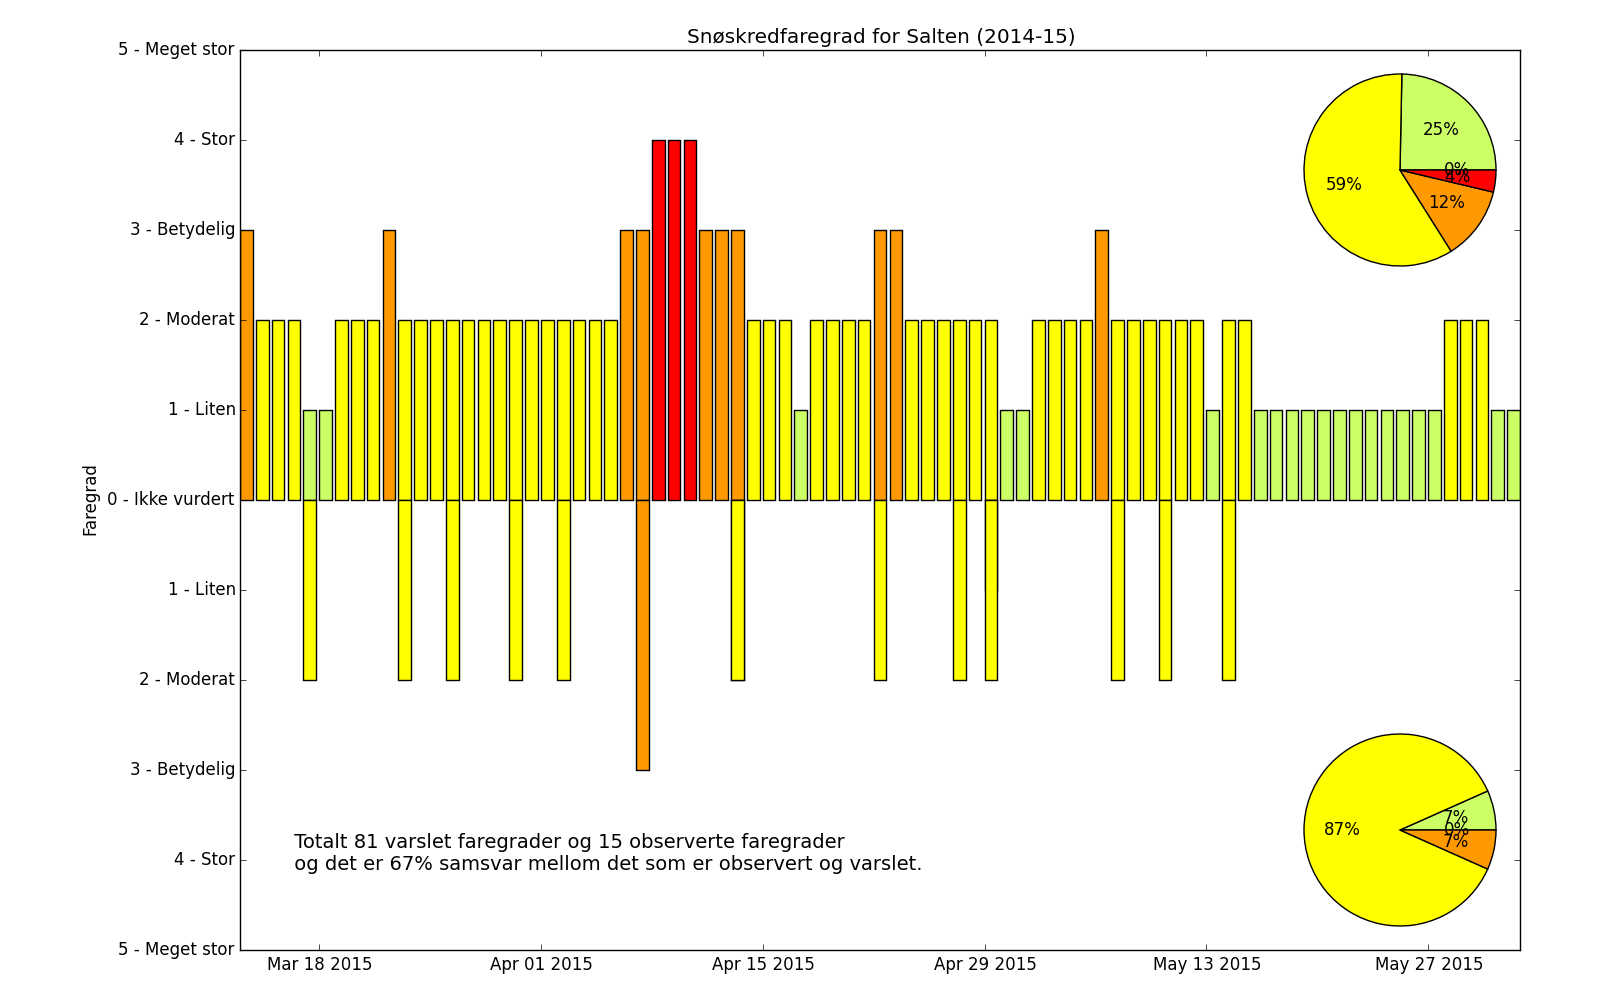 Snøskredfaregrad for Salten (2014-15)
5 - Meget stor
4 - Stor
3 - Betydelig
2 - Moderat
1 - Liten
0 - Ikke vurdert
1 - Liten
2 - Moderat
3 - Betydelig
4 - Stor
5 - Meget stor
Faregrad
25%
0%
4%
59%
12%
7%
0%
87%
7%
Totalt 81 varslet faregrader og 15 observerte faregrader
og det er 67% samsvar mellom det som er observert og varslet.
Mar 18 2015
Apr 01 2015
Apr 15 2015
Apr 29 2015
May 13 2015
May 27 2015